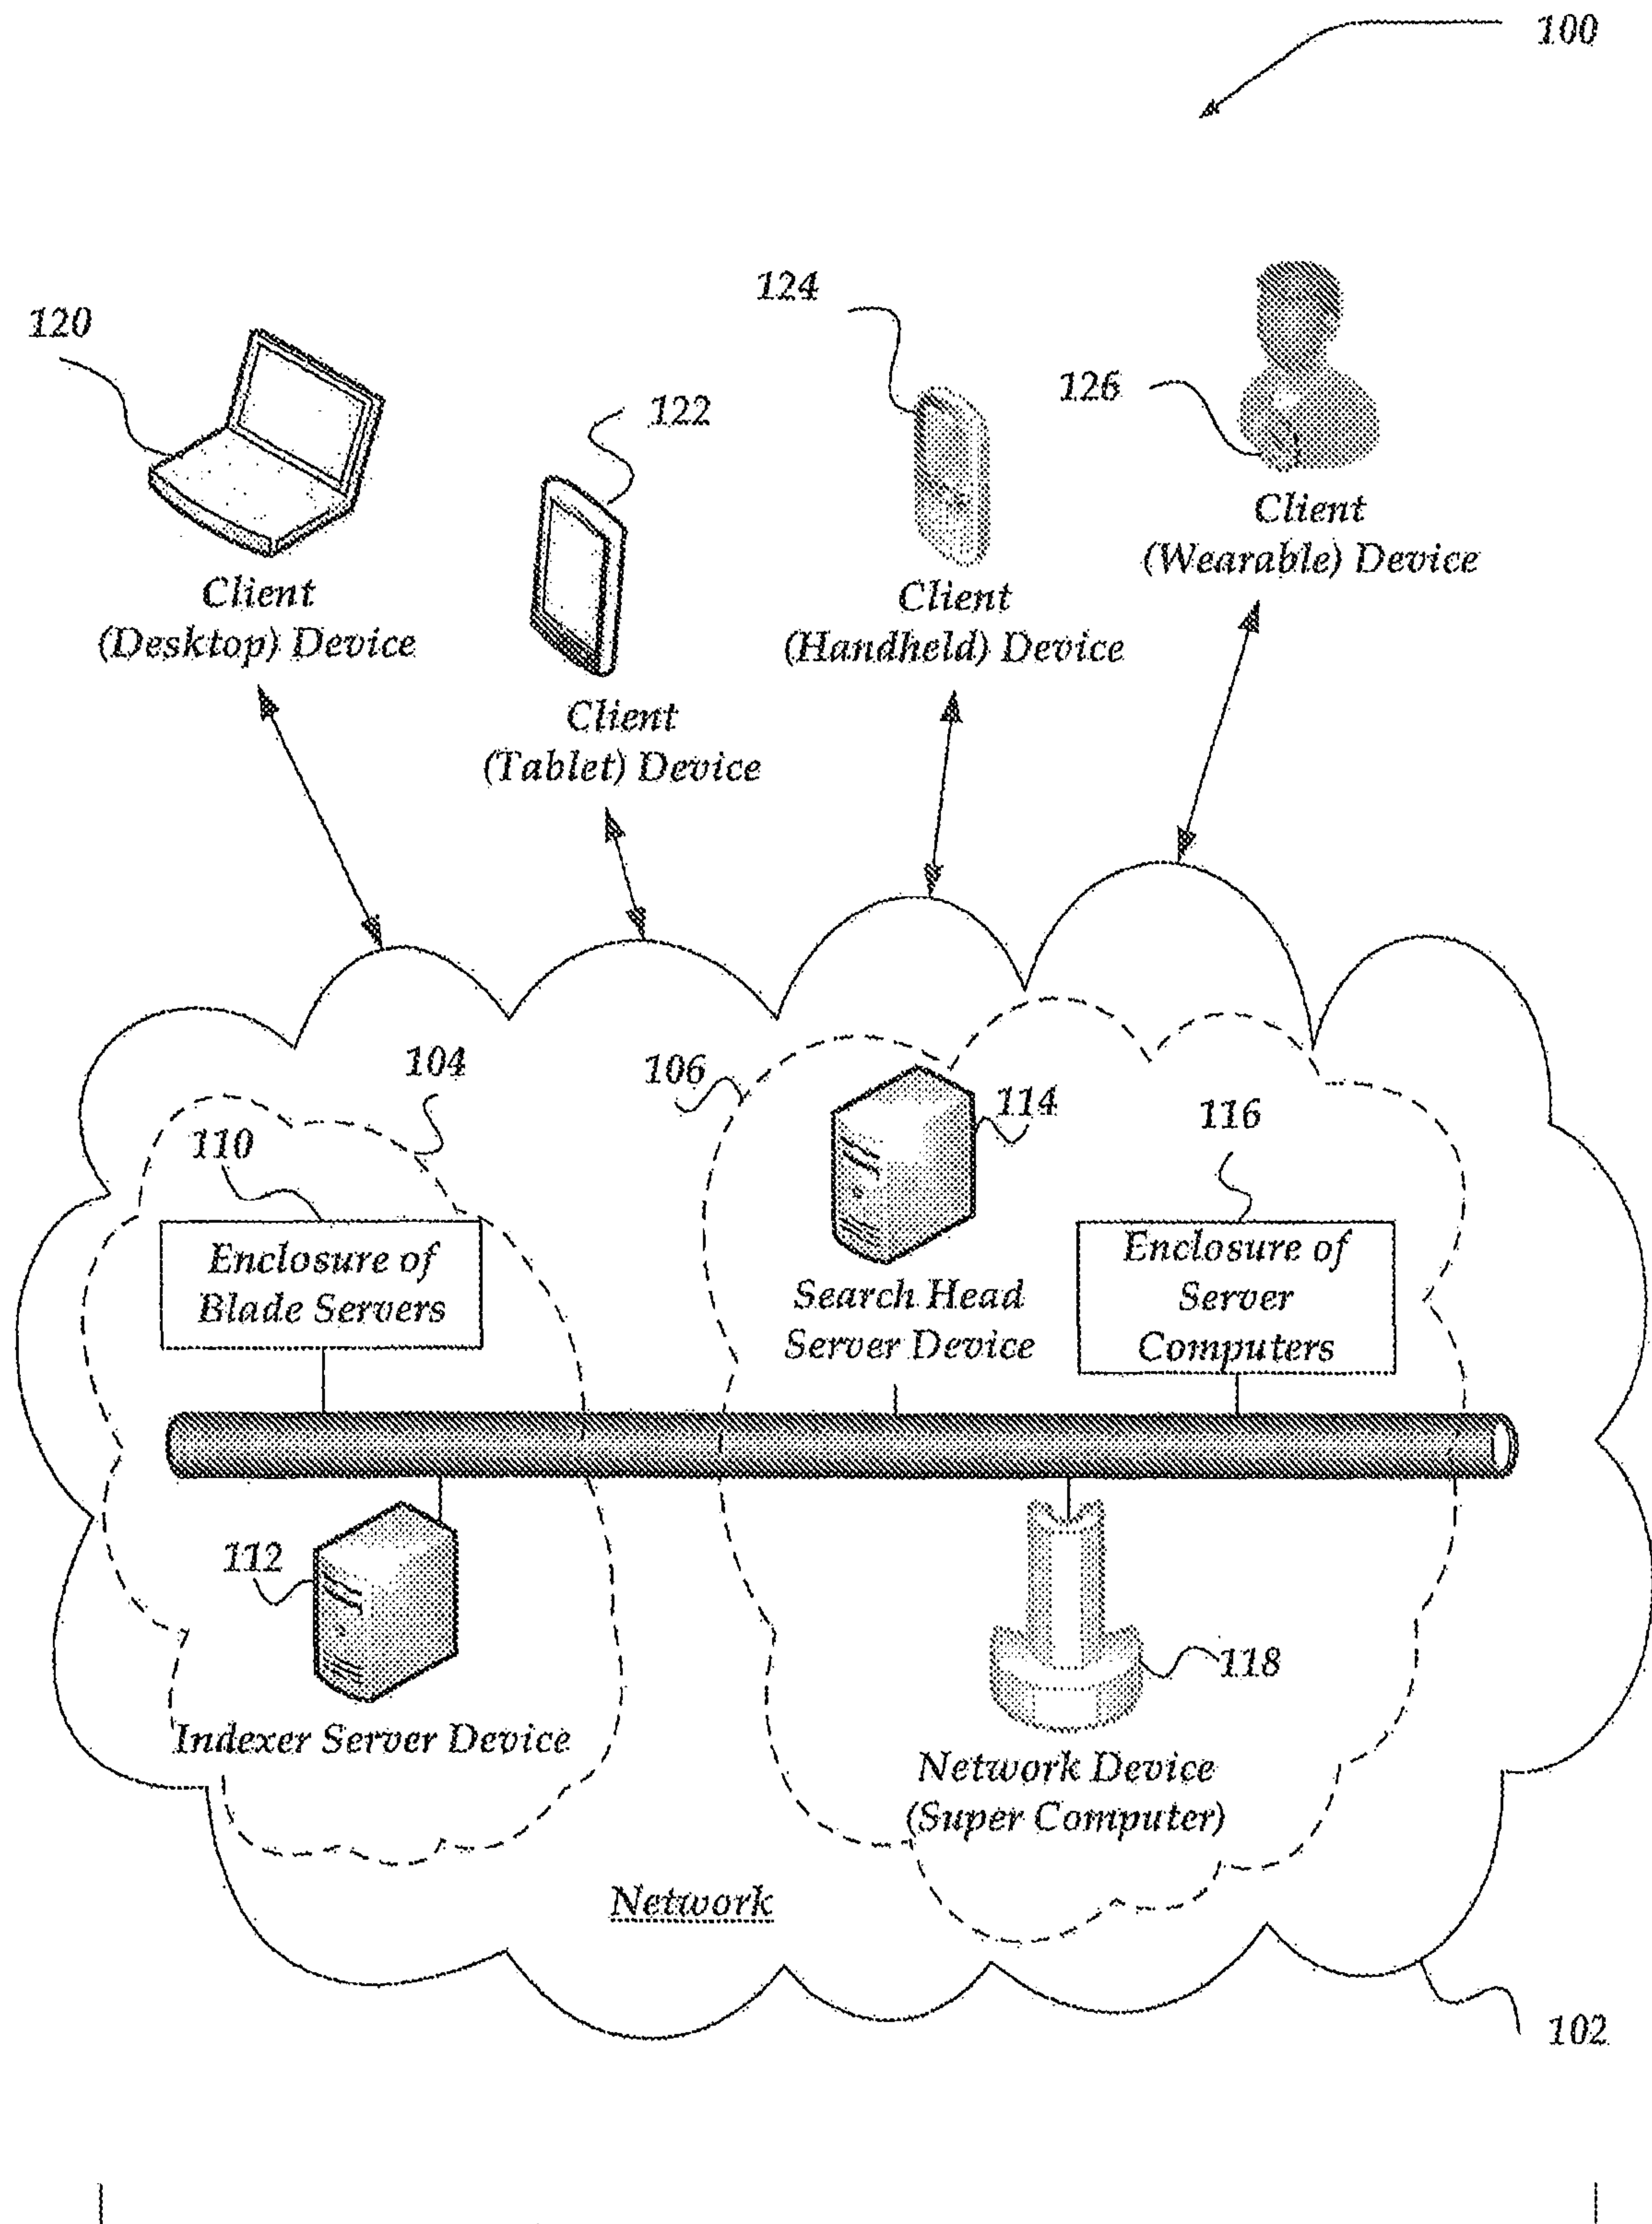 100
124
120
126
122
Client
(Wearable) Device
Client
(Desktop) Device
Client
(Handheld) Device
Client
(Tablet) Device
104
106
114
116
110
Enclosure of
Blade Servers
Search Head
Server Device
Enclosure of
Server
Computers
112
118
Indexer Server Device
Network Device
(Super Computer)
Network
102